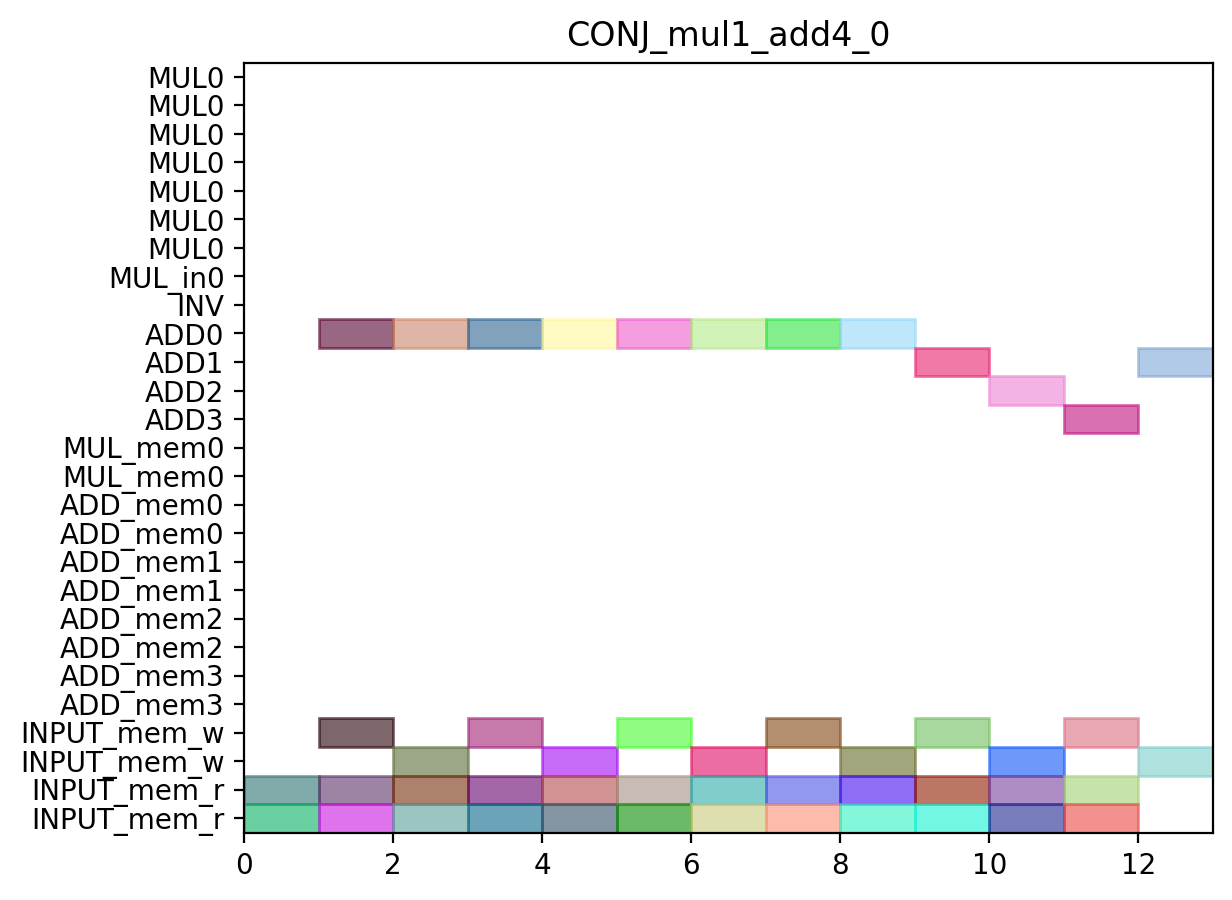 CONJ_mul1_add4_0
MUL0
MUL0
MUL0
MUL0
MUL0
MUL0
MUL0
MUL_in0
INV
ADD0
ADD1
ADD2
ADD3
MUL_mem0
MUL_mem0
ADD_mem0
ADD_mem0
ADD_mem1
ADD_mem1
ADD_mem2
ADD_mem2
ADD_mem3
ADD_mem3
INPUT_mem_w
INPUT_mem_w
INPUT_mem_r
INPUT_mem_r
0 2 4 6 8 10 12